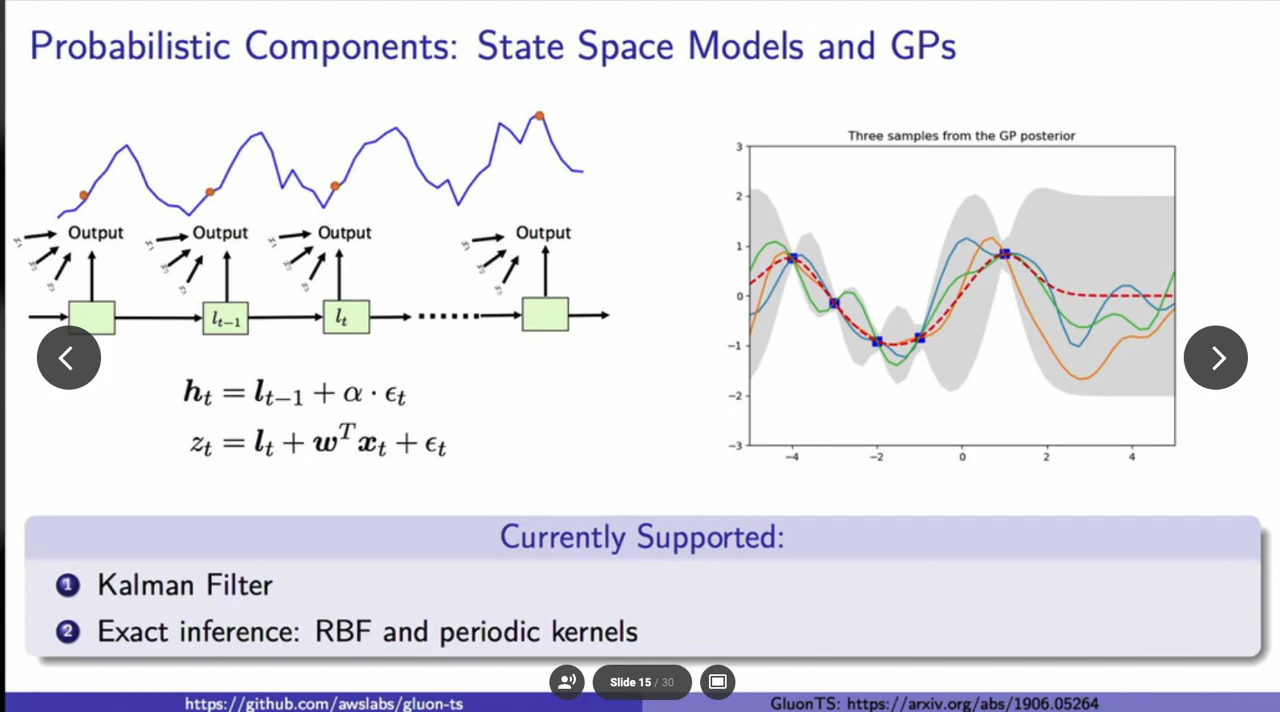 Probabilistic Components: State Space Models and GPs
Output Output Output Output
l_{t−1} l_t
h_t = l_{t−1} + α · ϵ_t
z_t = l_t + w^T x_t + ϵ_t
Three samples from the GP posterior
3
2
1
0
−1
−2
−3
−4 −2 0 2 4
Currently Supported:
1 Kalman Filter
2 Exact inference: RBF and periodic kernels
Slide 15 / 30
https://github.com/awslabs/gluon-ts
GluonTS: https://arxiv.org/abs/1906.05264